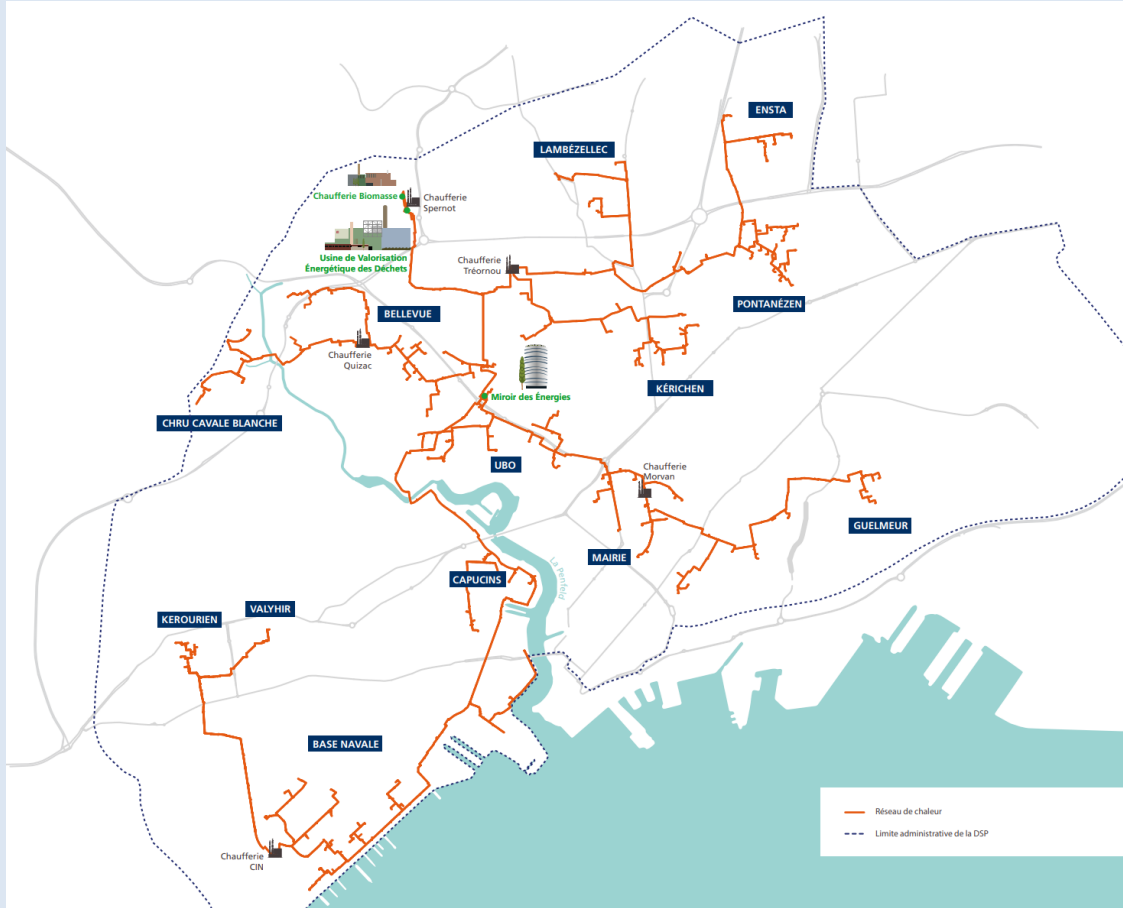 ENSTA
LAMBÉZELLEC
Chaufferie Biomasse
Chaufferie
Spernot
Usine de Valorisation
Énergétique des Déchets
Chaufferie
Tréornou
PONTANÉZEN
BELLEVUE
Chaufferie
Quizac
KÉRICHEN
Miroir des Énergies
CHRU CAVALE BLANCHE
UBO
Chaufferie
Morvan
GUELMEUR
MAIRIE
La Penfeld
CAPUCINS
VALYHIR
KEROURIEN
BASE NAVALE
Chaufferie
CIN
Réseau de chaleur
Limite administrative de la DSP